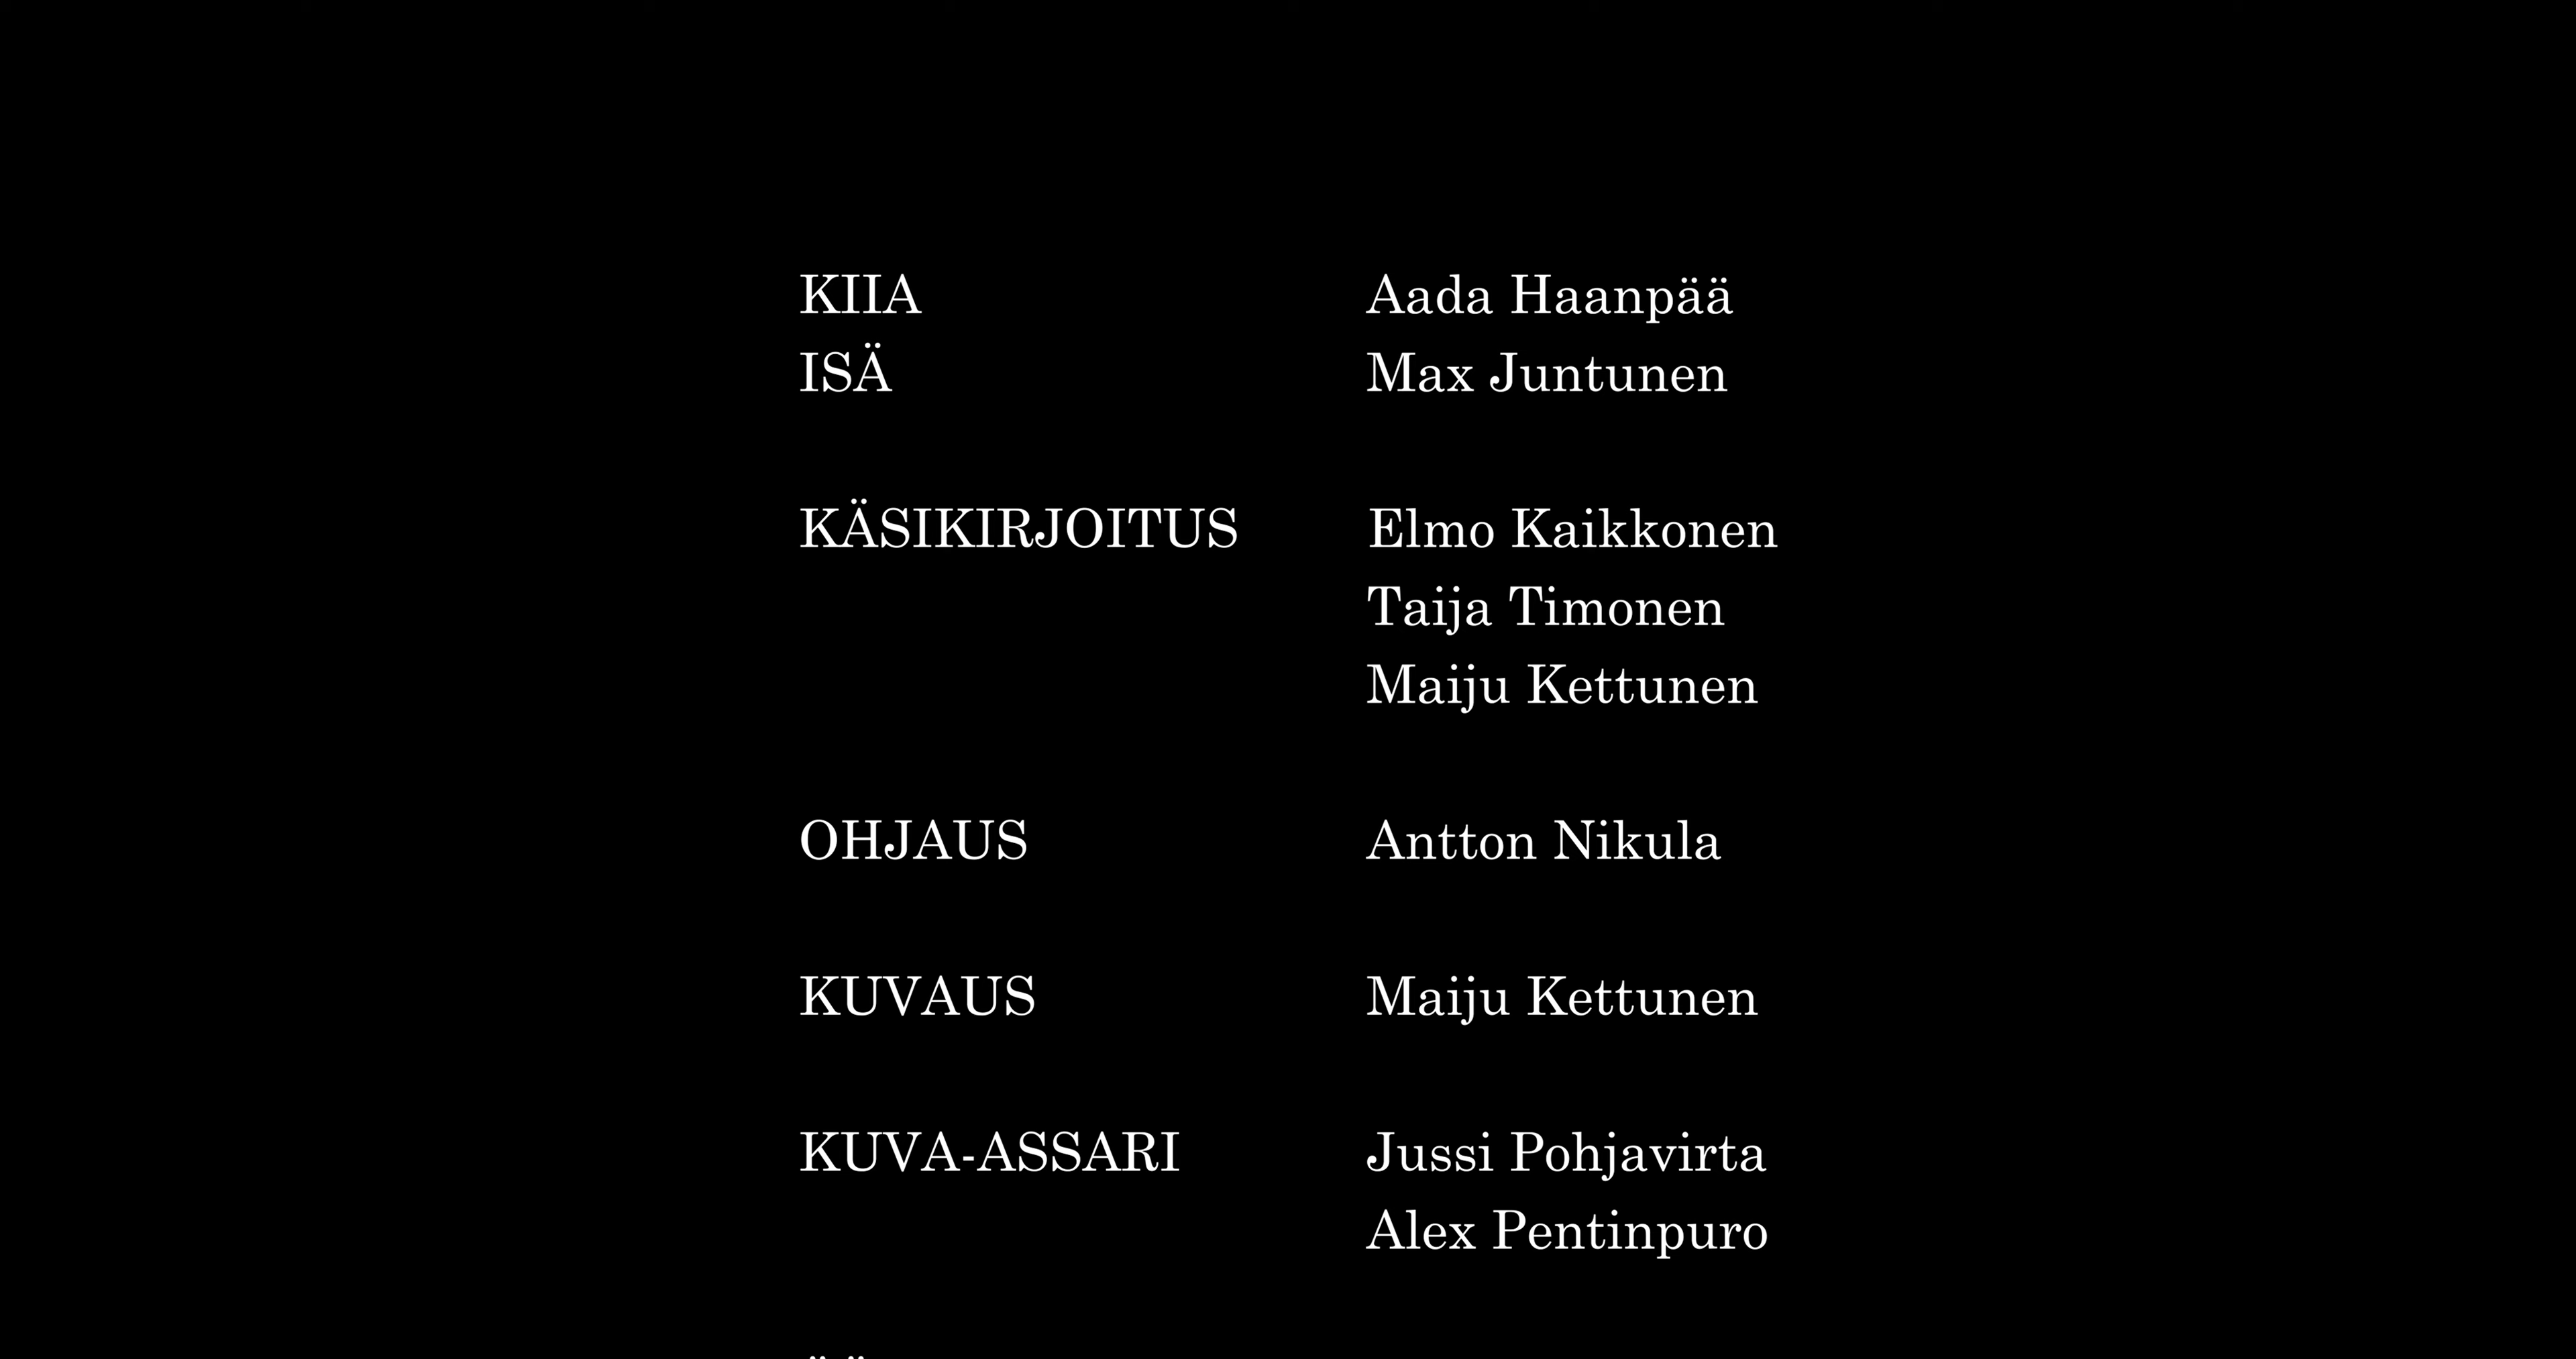 KIIA Aada Haanpää
ISÄ Max Juntunen
KÄSIKIRJOITUS Elmo Kaikkonen
Taija Timonen
Maiju Kettunen
OHJAUS Antton Nikula
KUVAUS Maiju Kettunen
KUVA-ASSARI Jussi Pohjavirta
Alex Pentinpuro